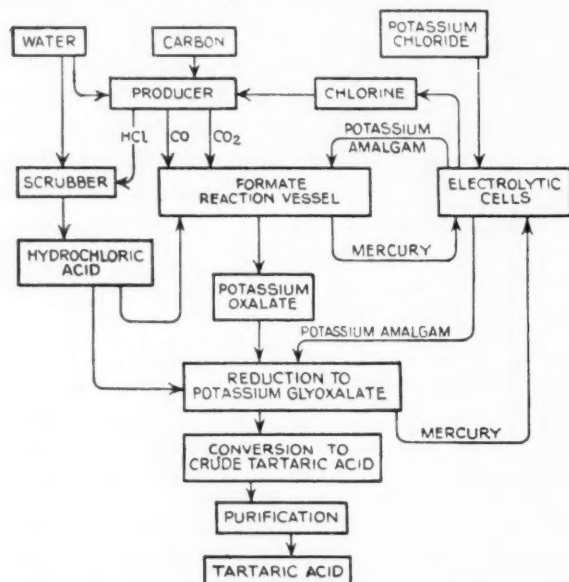 WATER
CARBON
POTASSIUM
CHLORIDE
PRODUCER
CHLORINE
HCl
CO
CO2
POTASSIUM
AMALGAM
SCRUBBER
FORMATE
REACTION VESSEL
ELECTROLYTIC
CELLS
HYDROCHLORIC
ACID
MERCURY
POTASSIUM
OXALATE
POTASSIUM AMALGAM
REDUCTION TO
POTASSIUM GLYOXALATE
MERCURY
CONVERSION TO
CRUDE TARTARIC ACID
PURIFICATION
TARTARIC ACID